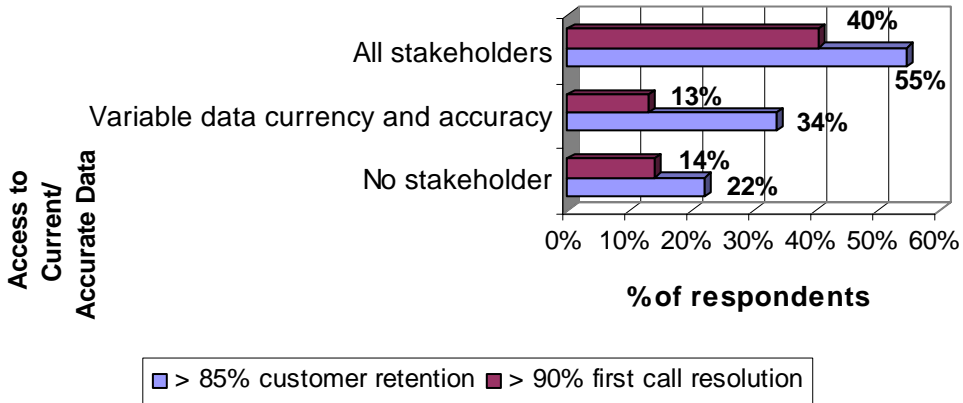 40%
All stakeholders
55%
13%
Variable data currency and accuracy
34%
14%
No stakeholder
22%
Access to
Current/
Accurate Data
0% 10% 20% 30% 40% 50% 60%
% of respondents
> 85% customer retention > 90% first call resolution